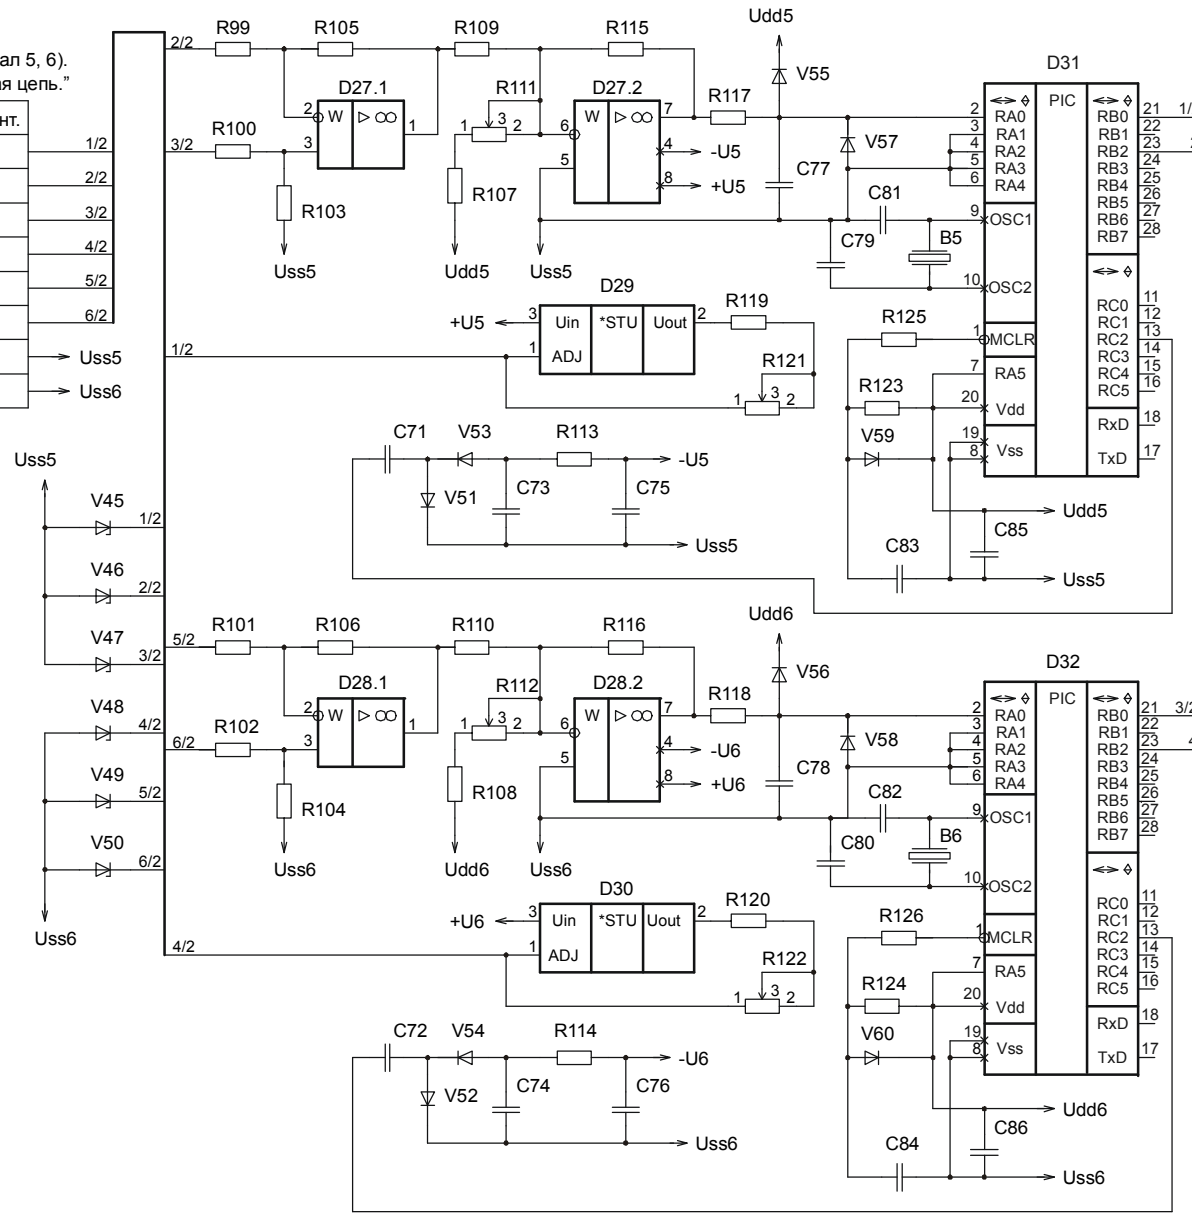 R99 R105 R109 R115 Udd5
ал 5, 6).
я цепь.”
нт.
2/2
V55
D31
D27.1 R111 D27.2
R117
PIC
2 W ▷ ∞ 1
1 3 2
6 W ▷ ∞ 7
5
4 -U5
8 +U5
R100
3/2
3
R103
R107
Uss5 Udd5 Uss5
V57
C77
C81
C79
B5
2 RA0
3 RA1
4 RA2
5 RA3
6 RA4
9 OSC1
10 OSC2
1 MCLR
7 RA5
20 Vdd
19
8 Vss
RB0 21 1/
RB1 22
RB2 23
RB3 24
RB4 25
RB5 26
RB6 27
RB7 28
RC0 11
RC1 12
RC2 13
RC3 14
RC4 15
RC5 16
RxD 18
TxD 17
1/2
2/2
3/2
4/2
5/2
6/2
Uss5
Uss6
1/2
D29
+U5 3 Uin *STU Uout 2 R119
1 ADJ
R121
1 3 2
R125
R123
V59
C71 V53 R113 -U5
V51 C73 C75
Uss5
Udd5
C83 C85
Uss5
Uss5
V45 1/2
V46 2/2
V47 3/2
V48 4/2
V49 5/2
V50 6/2
Uss6
5/2
R101 R106 R110 R116 Udd6
V56
D32
D28.1 R112 D28.2
R118
PIC
2 W ▷ ∞ 1
1 3 2
6 W ▷ ∞ 7
5
4 -U6
8 +U6
6/2
R102
3
R104
R108
Uss6 Udd6 Uss6
V58
C78
C82
C80
B6
2 RA0
3 RA1
4 RA2
5 RA3
6 RA4
9 OSC1
10 OSC2
1 MCLR
7 RA5
20 Vdd
19
8 Vss
RB0 21 3/2
RB1 22
RB2 23 4
RB3 24
RB4 25
RB5 26
RB6 27
RB7 28
RC0 11
RC1 12
RC2 13
RC3 14
RC4 15
RC5 16
RxD 18
TxD 17
4/2
D30
+U6 3 Uin *STU Uout 2 R120
1 ADJ
R122
1 3 2
R126
R124
V60
C72 V54 R114 -U6
V52 C74 C76
Uss6
Udd6
C84 C86
Uss6